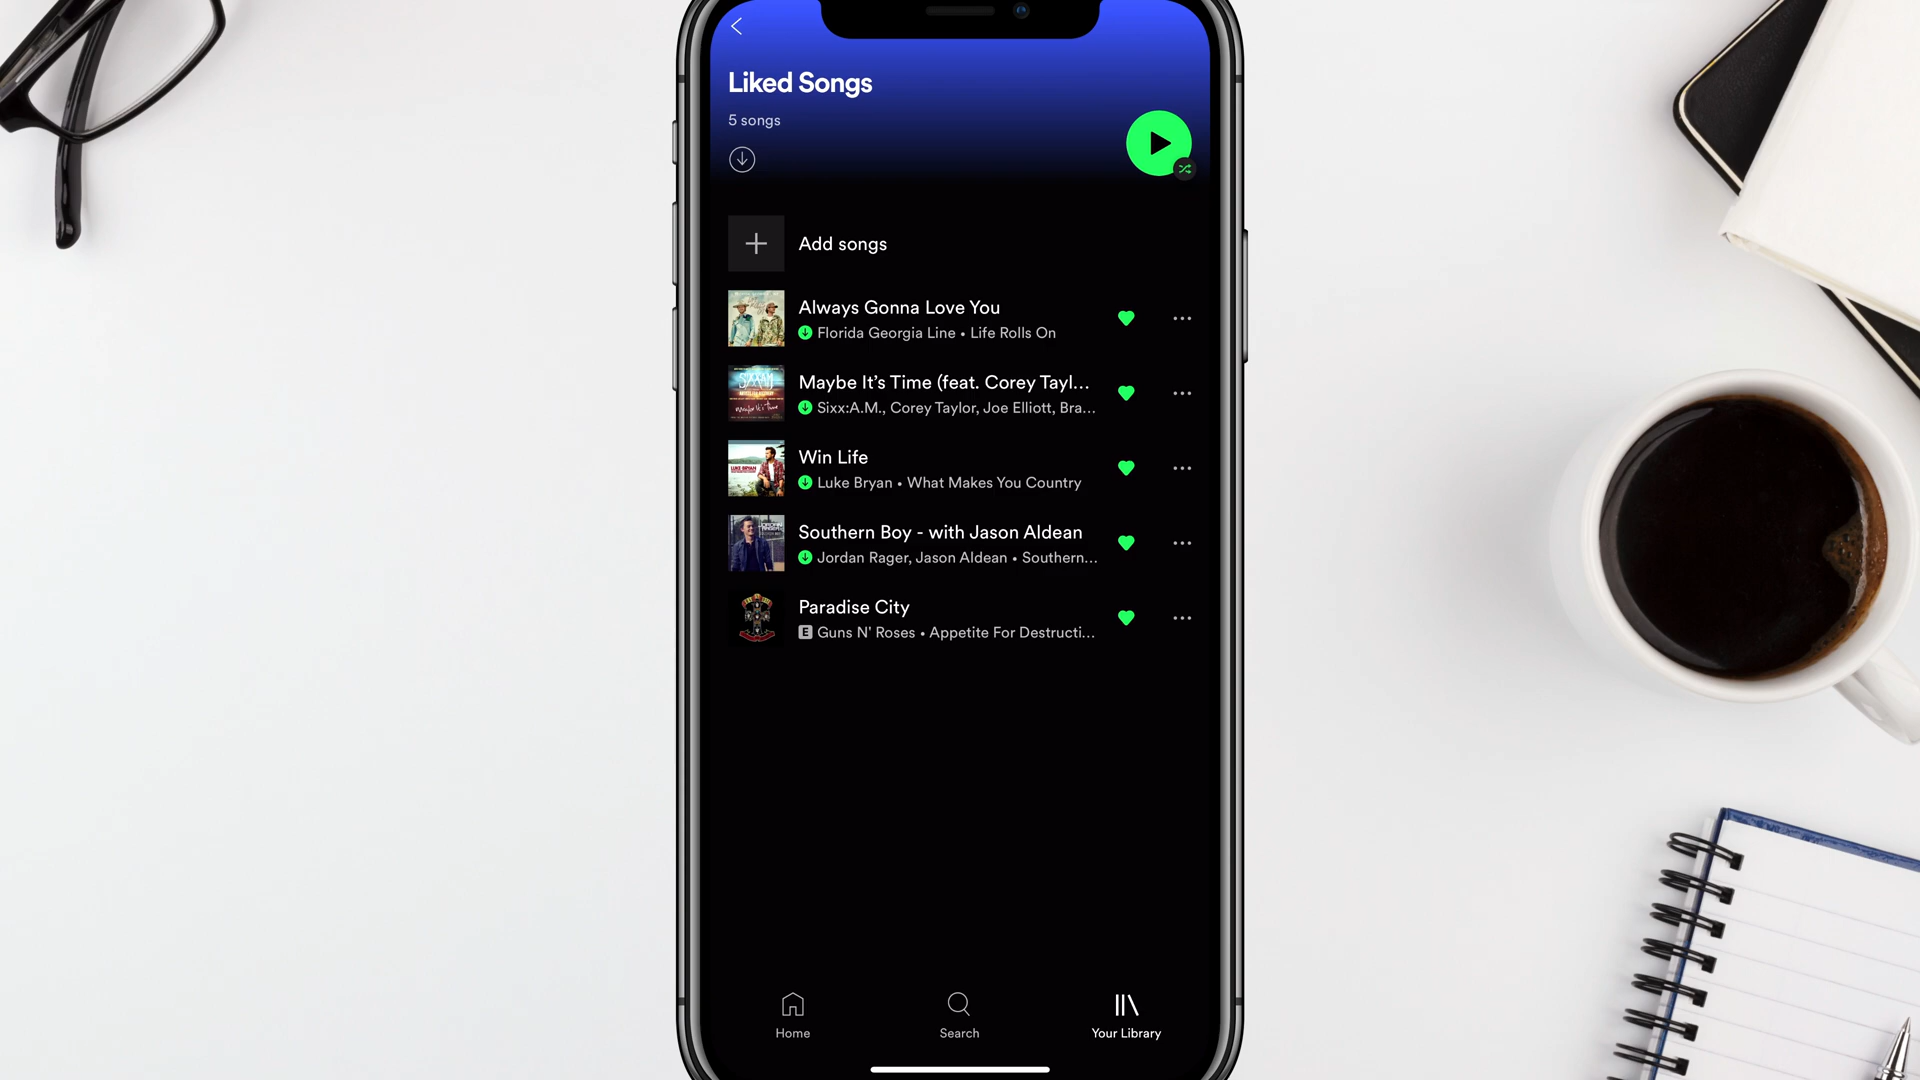 Liked Songs
5 songs
Add songs
Always Gonna Love You
Florida Georgia Line • Life Rolls On
Maybe It’s Time (feat. Corey Tayl...
Sixx:A.M., Corey Taylor, Joe Elliott, Bra...
Win Life
LUKE BRYAN
Luke Bryan • What Makes You Country
Southern Boy - with Jason Aldean
Jordan Rager, Jason Aldean • Southern...
Paradise City
E Guns N' Roses • Appetite For Destructi...
Home
Search
Your Library